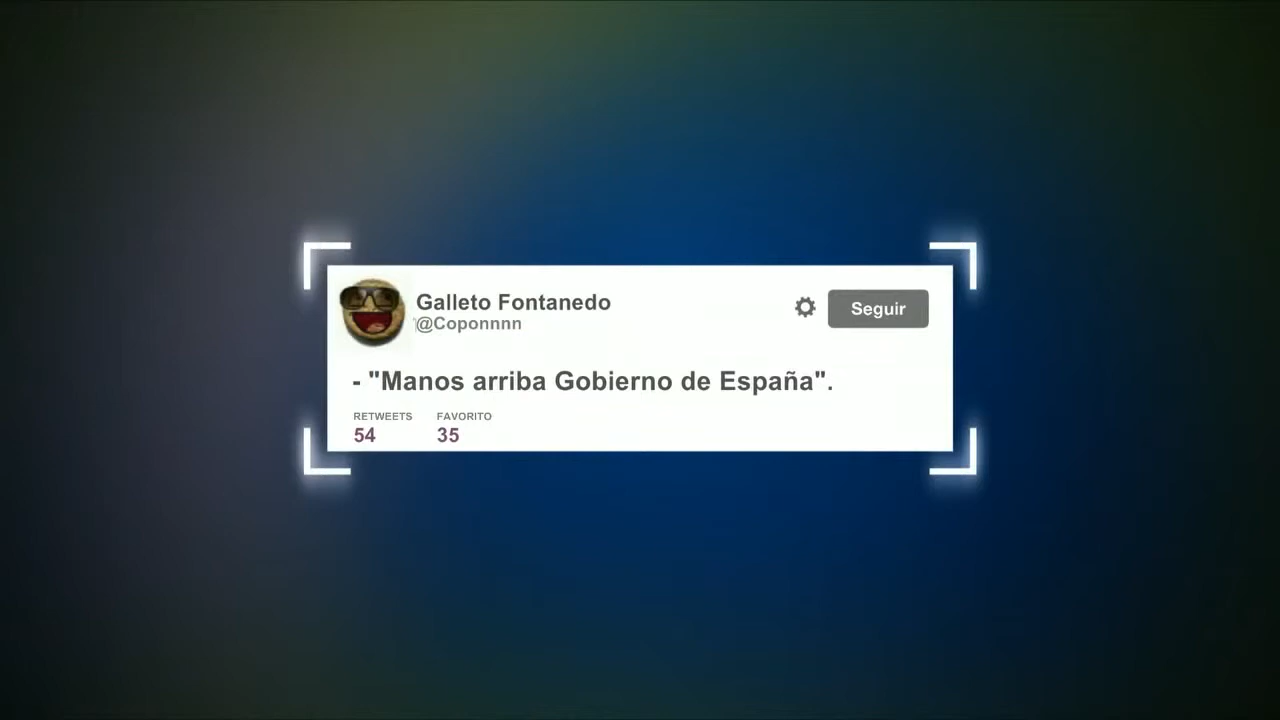 Galleto Fontanedo
@Coponnnn
Seguir
- "Manos arriba Gobierno de España".
RETWEETS FAVORITO
54 35